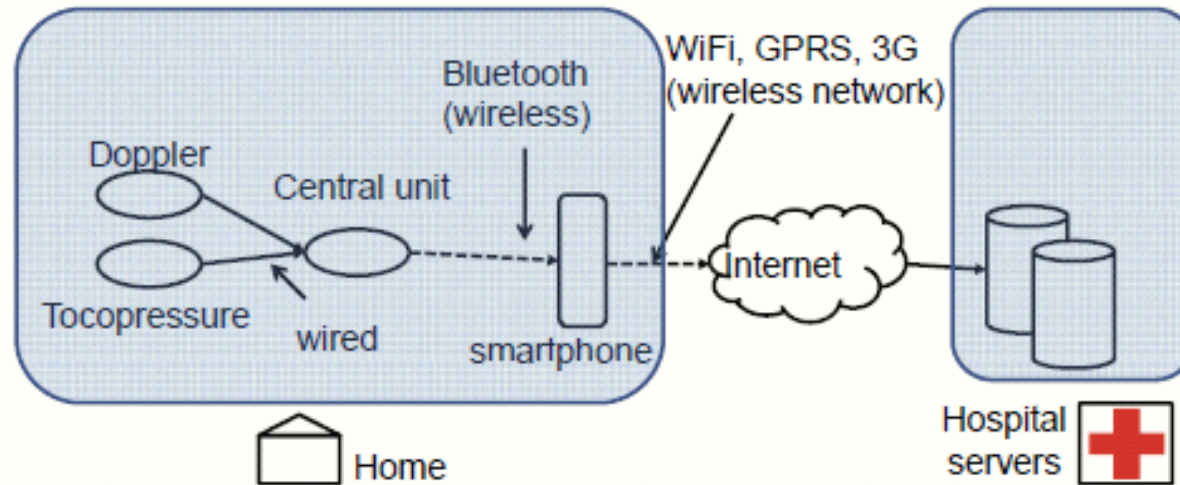 WiFi, GPRS, 3G
(wireless network)
Bluetooth
(wireless)
Doppler
Central unit
Internet
Tocopressure
wired
smartphone
Home
Hospital
servers